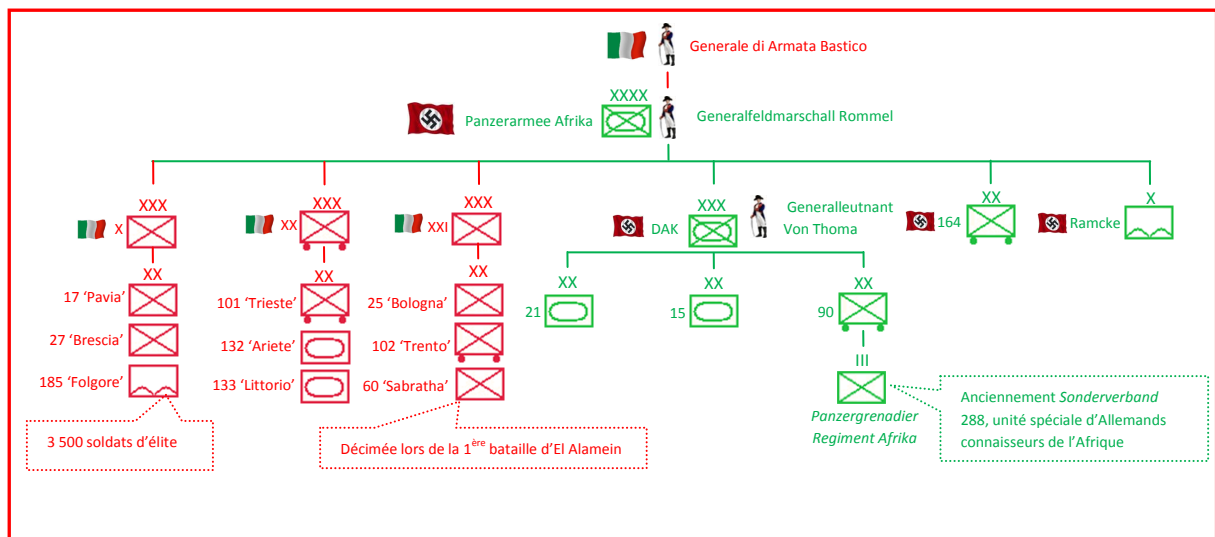 Generale di Armata Bastico
XXXX
Panzerarmee Afrika
Generalfeldmarschall Rommel
XXX
X
XXX
XX
XXX
XXI
XXX
DAK
Generalleutnant
Von Thoma
XX
164
X
Ramcke
XX
17 ‘Pavia’
27 ‘Brescia’
185 ‘Folgore’
3 500 soldats d’élite
XX
101 ‘Trieste’
132 ‘Ariete’
133 ‘Littorio’
XX
25 ‘Bologna’
102 ‘Trento’
60 ‘Sabratha’
Décimée lors de la 1ère bataille d’El Alamein
XX
21
XX
15
XX
90
III
Panzergrenadier
Regiment Afrika
Anciennement Sonderverband
288, unité spéciale d’Allemands
connaisseurs de l’Afrique